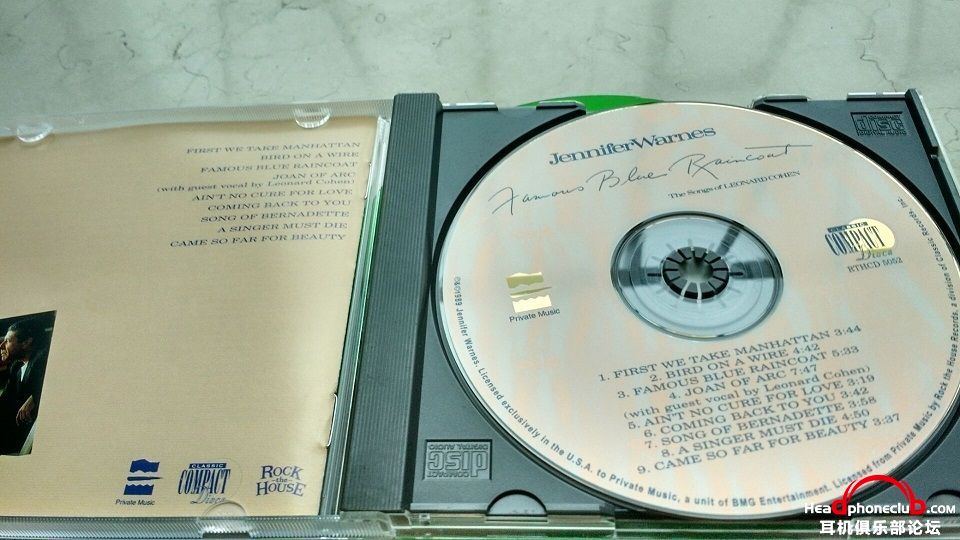 FIRST WE TAKE MANHATTAN
BIRD ON A WIRE
FAMOUS BLUE RAINCOAT
JOAN OF ARC
(with guest vocal by Leonard Cohen)
AIN'T NO CURE FOR LOVE
COMING BACK TO YOU
SONG OF BERNADETTE
A SINGER MUST DIE
CAME SO FAR FOR BEAUTY
Private Music
CLASSIC
COMPACT
Discs
ROCK
the
HOUSE
COMPACT
disc
DIGITAL AUDIO
JenniferWarnes
Famous Blue Raincoat
The Songs of LEONARD COHEN
CLASSIC
COMPACT
Discs
RTHCD 5052
Private Music
1. FIRST WE TAKE MANHATTAN 3:44
2. BIRD ON A WIRE 4:42
3. FAMOUS BLUE RAINCOAT 5:33
4. JOAN OF ARC 7:47
(with guest vocal by Leonard Cohen)
5. AIN'T NO CURE FOR LOVE 3:19
6. COMING BACK TO YOU 3:42
7. SONG OF BERNADETTE 3:58
8. A SINGER MUST DIE 4:50
9. CAME SO FAR FOR BEAUTY 3:37
℗&©1989 Jennifer Warnes. Licensed exclusively in the U.S.A. to Private Music, a unit of BMG Entertainment. Licensed from Private Music by Rock the House Records, a division of Classic Records, Inc.
COMPACT
disc
DIGITAL AUDIO
Headphoneclub.com
耳机俱乐部论坛